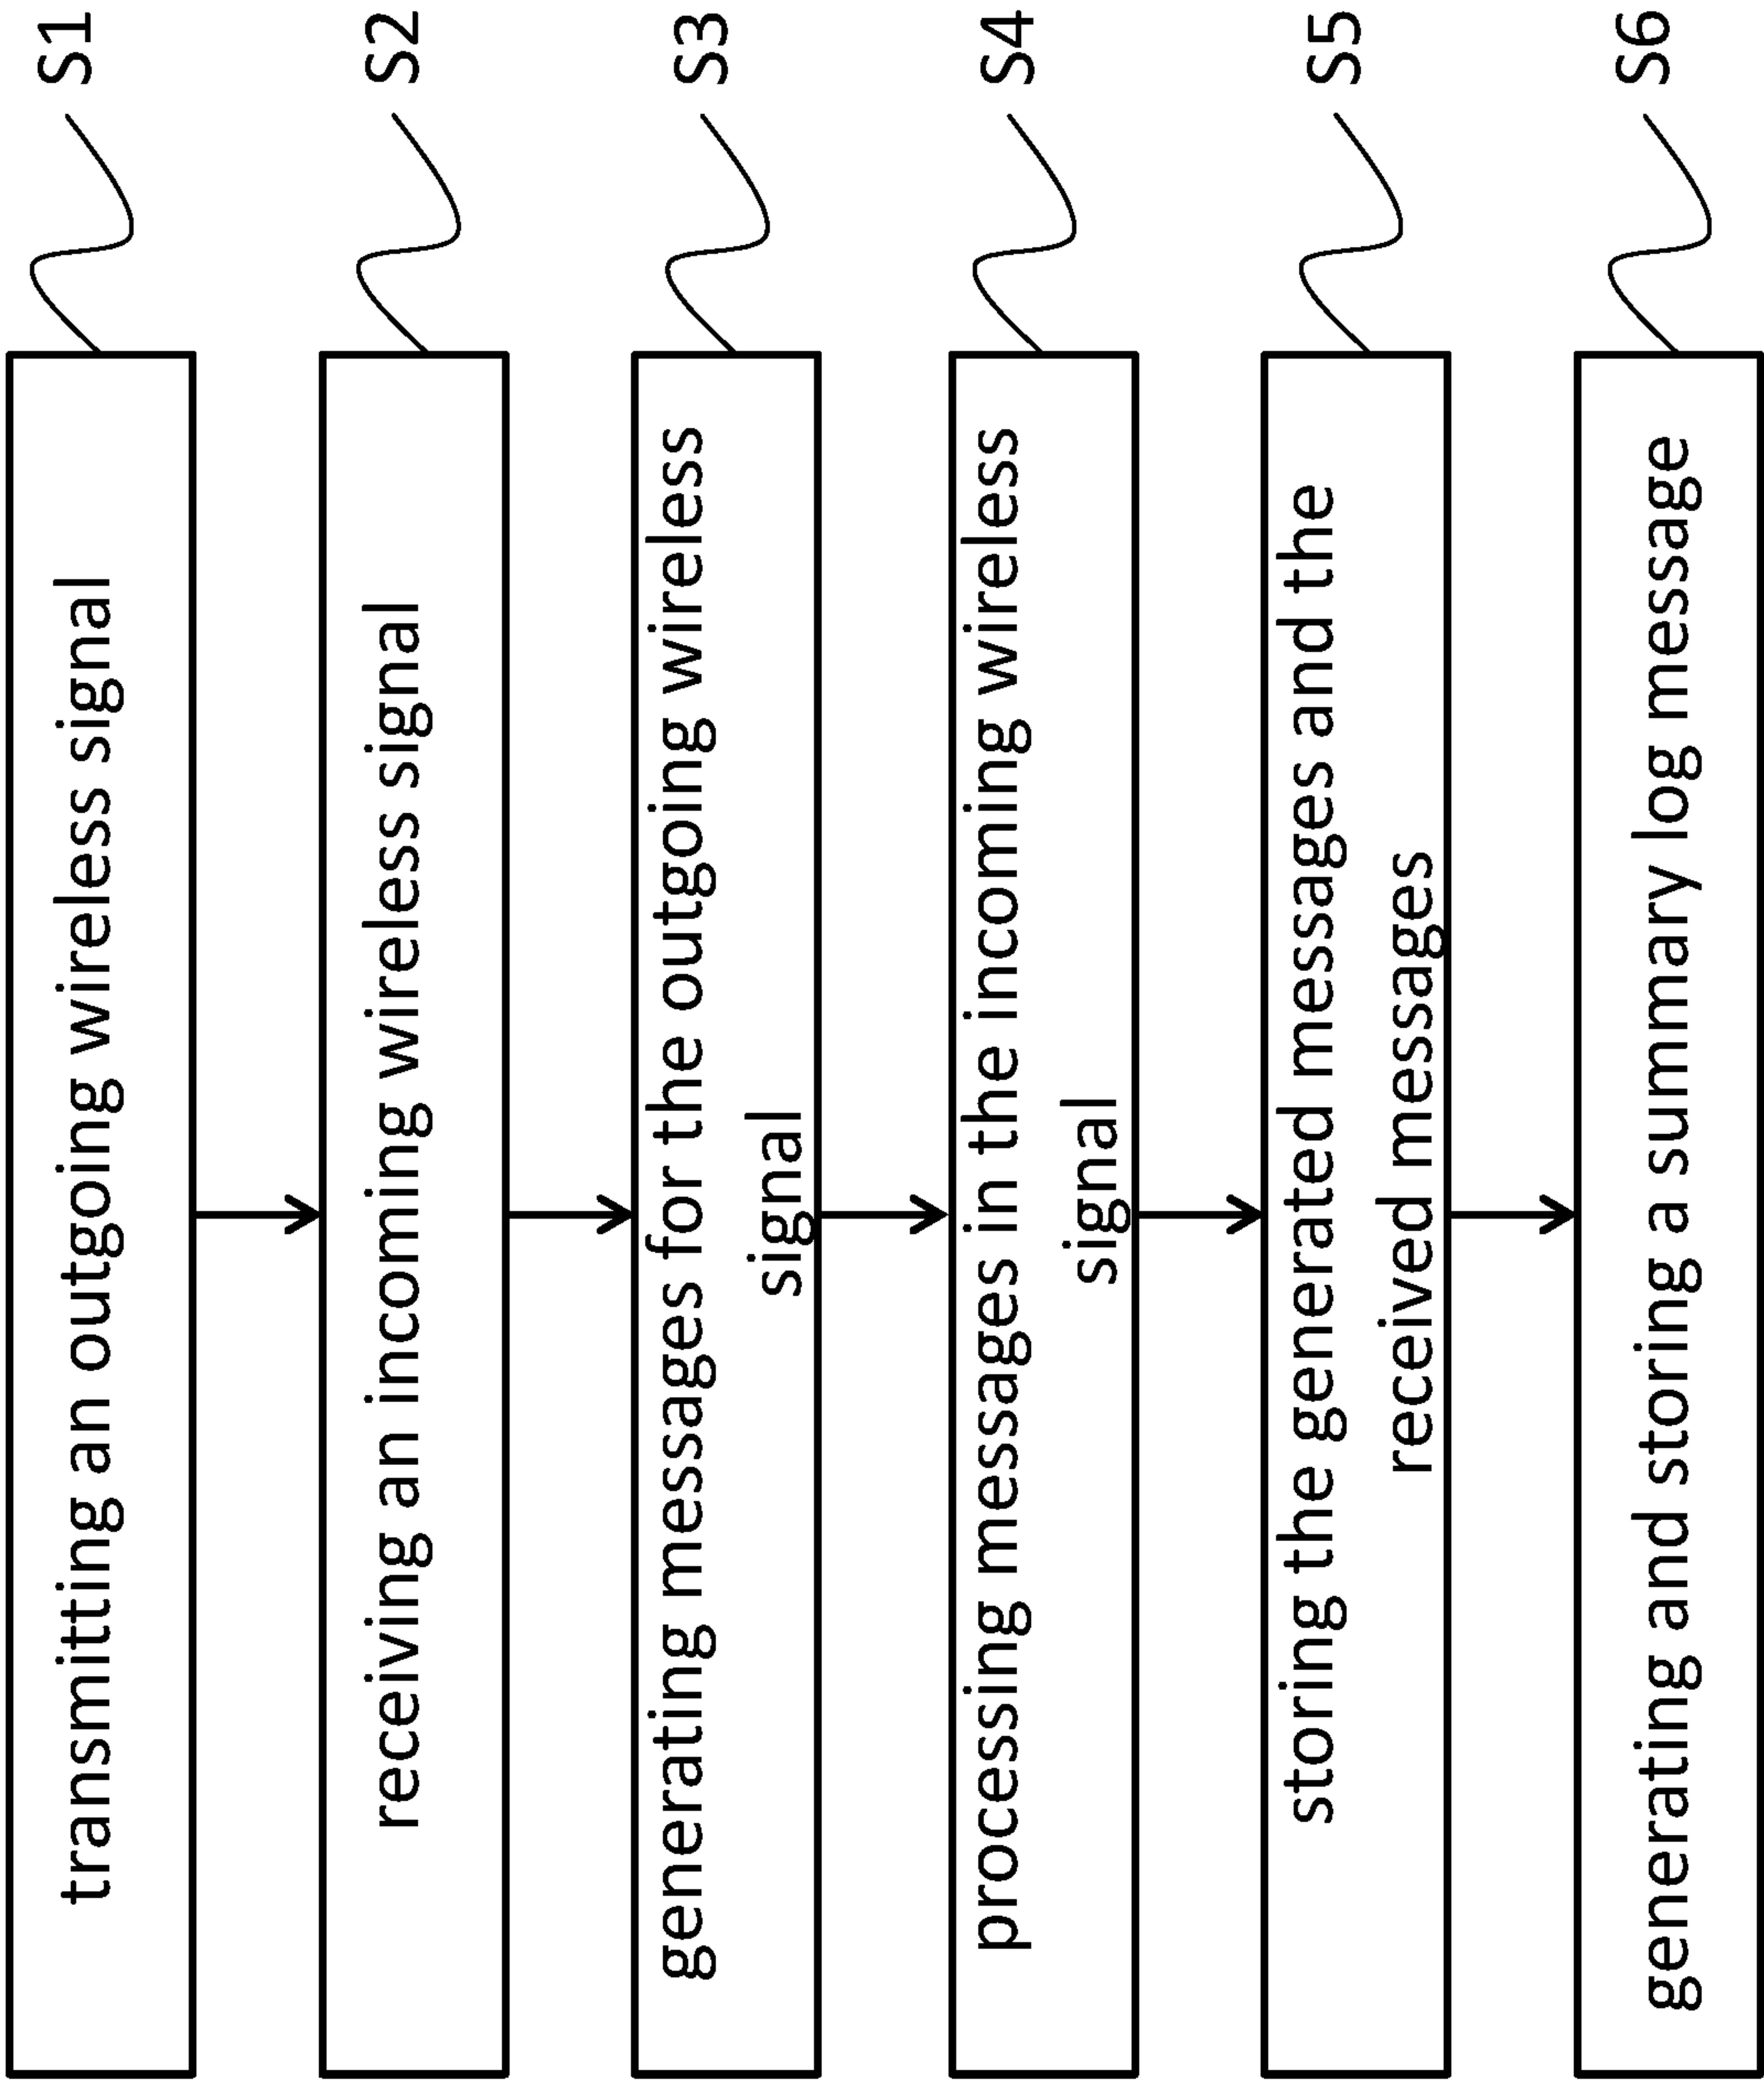 transmitting an outgoing wireless signal
S1
receiving an incoming wireless signal
S2
generating messages for the outgoing wireless
signal
S3
processing messages in the incoming wireless
signal
S4
storing the generated messages and the
received messages
S5
generating and storing a summary log message
S6